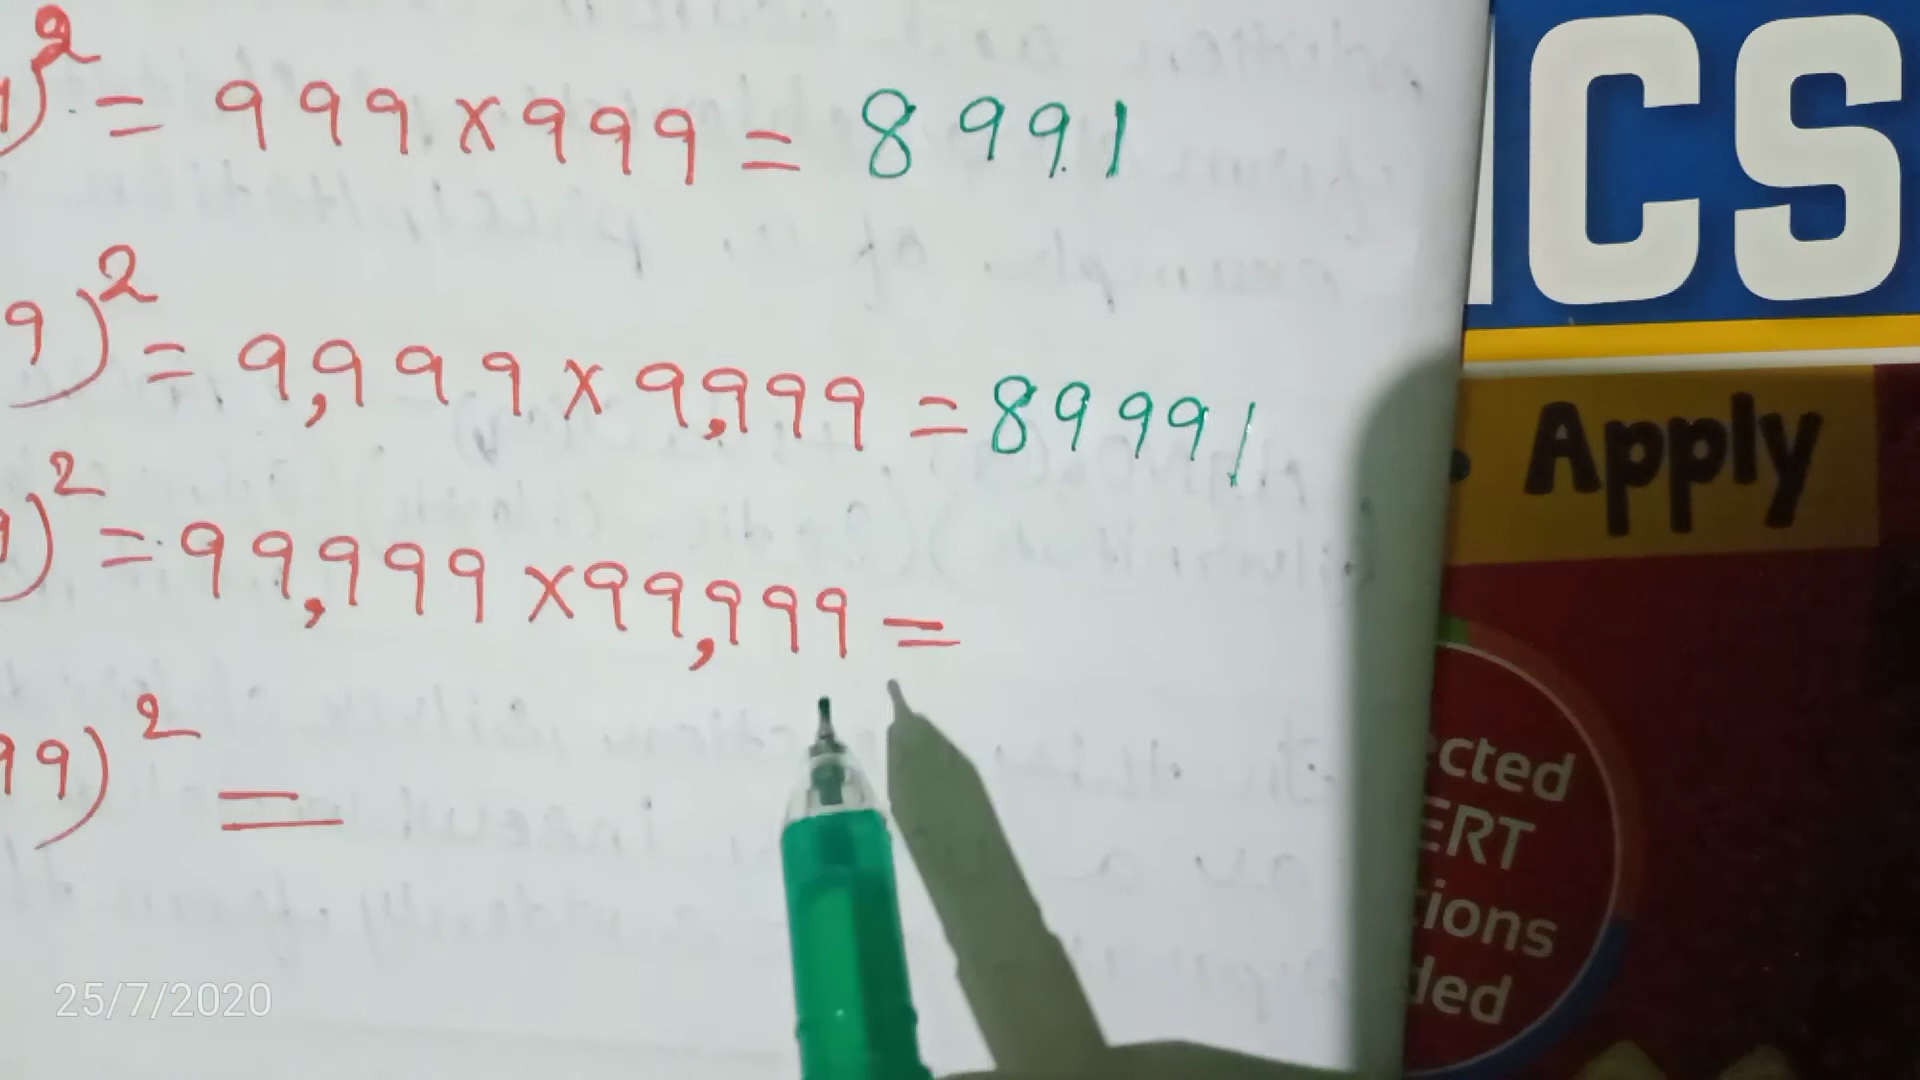 )² = 999 × 999 = 8991
9)² = 9,999 × 9,999 = 89991
)² = 99,999 × 99,999 =
99)² =
ICS
Apply
cted
ERT
tions
ded
25/7/2020